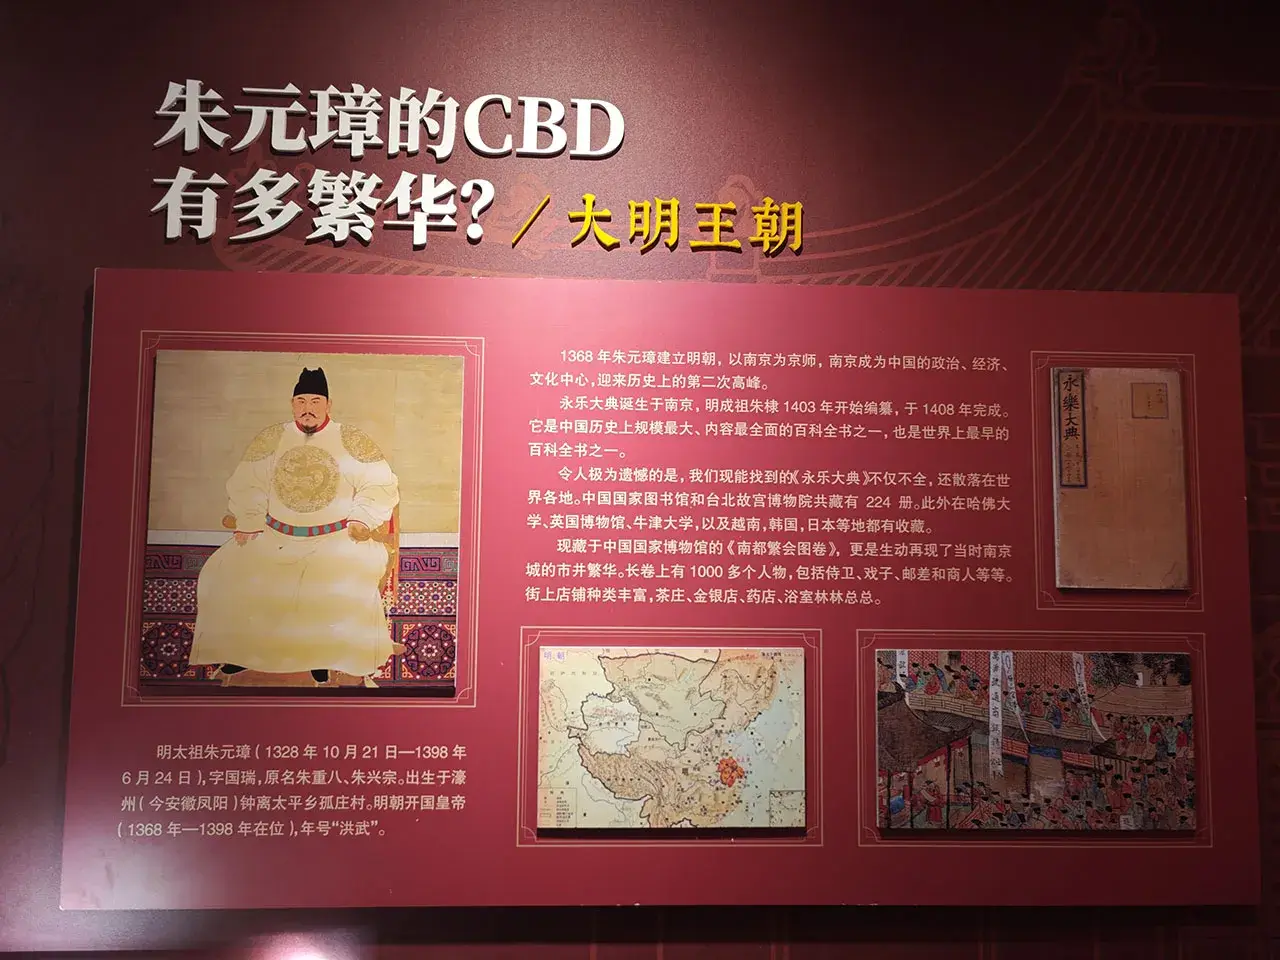 朱元璋的CBD
有多繁华?/大明王朝
1368 年朱元璋建立明朝，以南京为京师，南京成为中国的政治、经济、
文化中心，迎来历史上的第二次高峰。
永乐大典诞生于南京，明成祖朱棣 1403 年开始编纂，于 1408 年完成。
它是中国历史上规模最大、内容最全面的百科全书之一，也是世界上最早的
百科全书之一。
令人极为遗憾的是，我们现能找到的《永乐大典》不仅不全，还散落在世
界各地。中国国家图书馆和台北故宫博物院共藏有 224 册。此外在哈佛大
学、英国博物馆、牛津大学，以及越南，韩国，日本等地都有收藏。
现藏于中国国家博物馆的《南都繁会图卷》，更是生动再现了当时南京
城的市井繁华。长卷上有 1000 多个人物，包括侍卫、戏子、邮差和商人等等。
街上店铺种类丰富，茶庄、金银店、药店、浴室林林总总。
永樂大典
明太祖朱元璋（1328 年 10 月 21 日—1398 年
6 月 24 日），字国瑞，原名朱重八、朱兴宗。出生于濠
州（今安徽凤阳）钟离太平乡孤庄村。明朝开国皇帝
（1368 年—1398 年在位），年号“洪武”。
明 朝